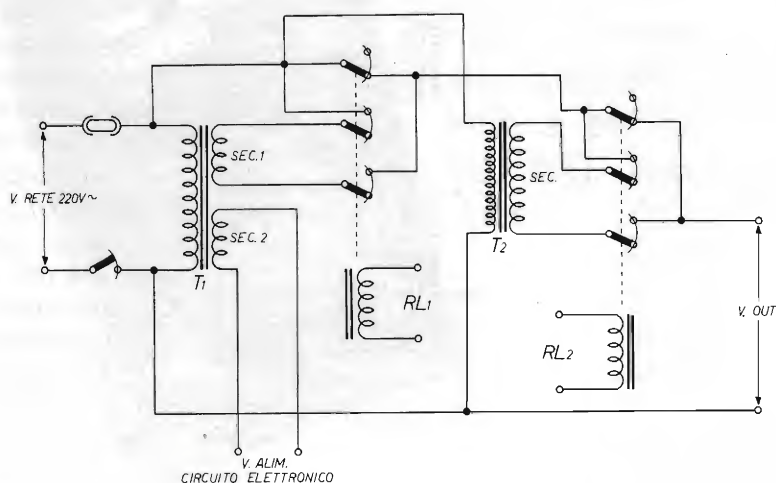 V. RETE 220V~
SEC.1
SEC. 2
T1
RL1
V. ALIM.
CIRCUITO ELETTRONICO
SEC.
T2
RL2
V. OUT